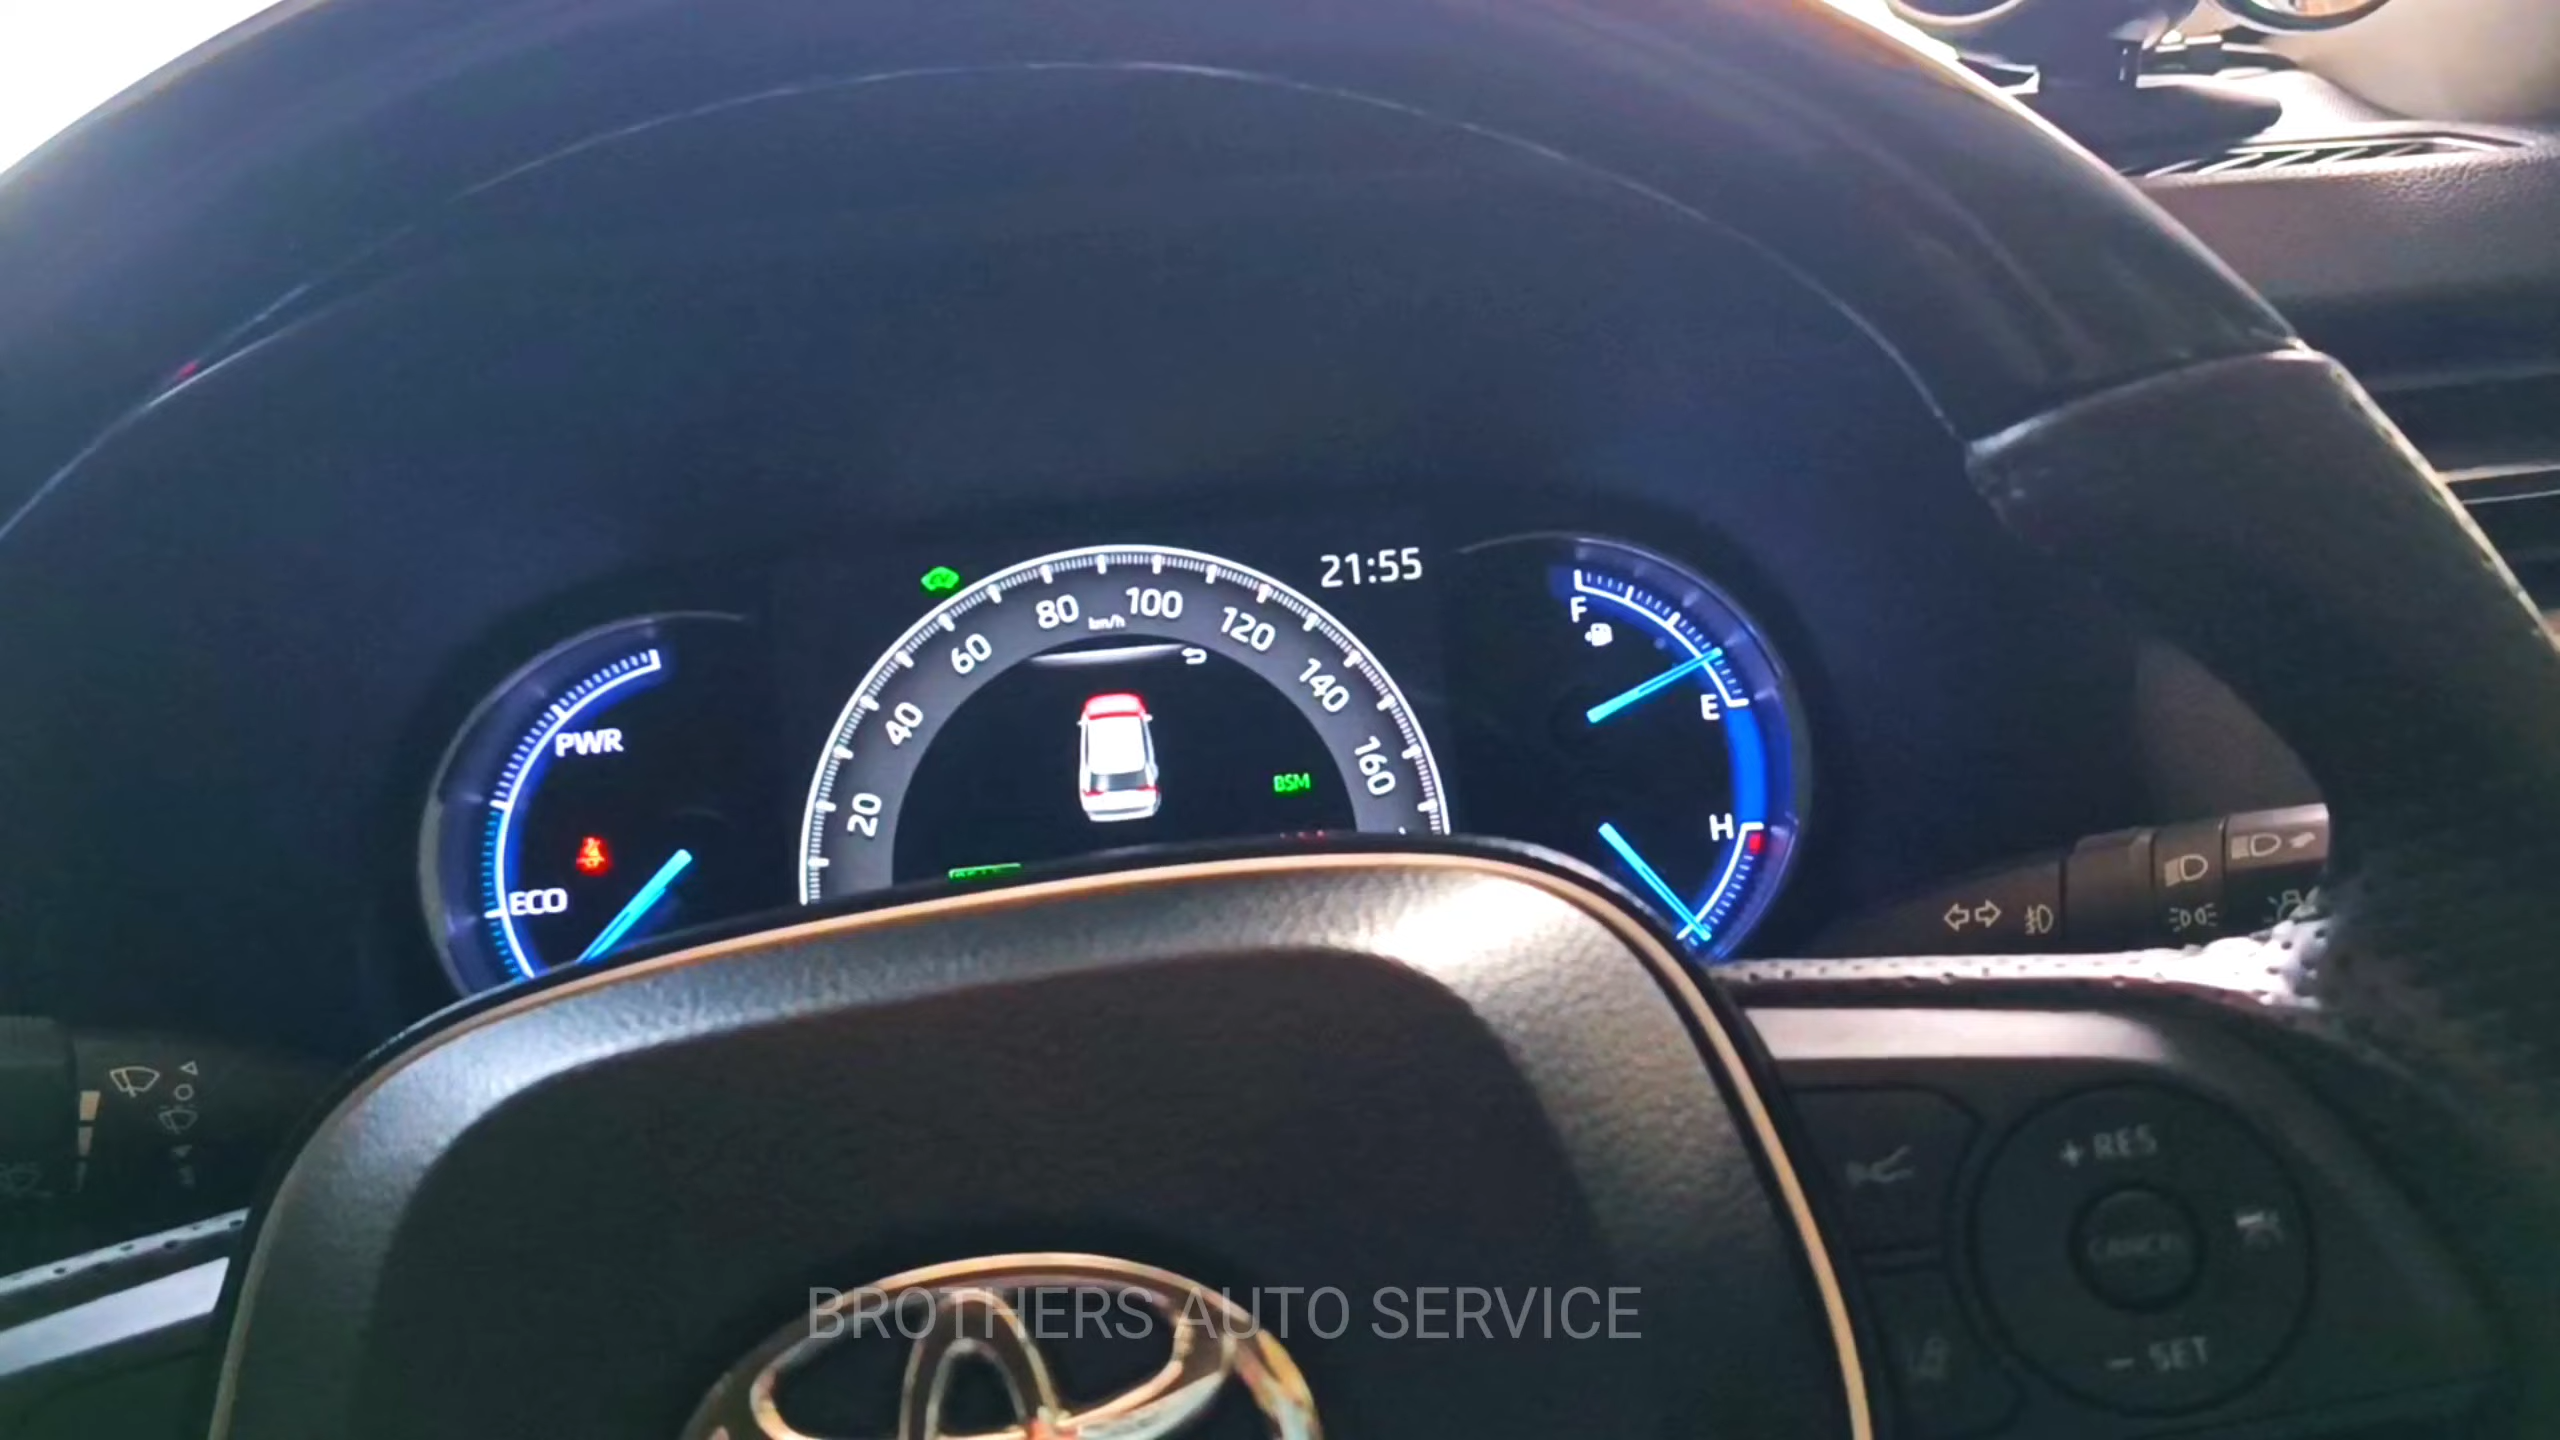 21:55
80 km/h 100
60
120
40
140
20
160
PWR
ECO
F
E
H
BSM
+ RES
CANCEL
- SET
BROTHERS AUTO SERVICE